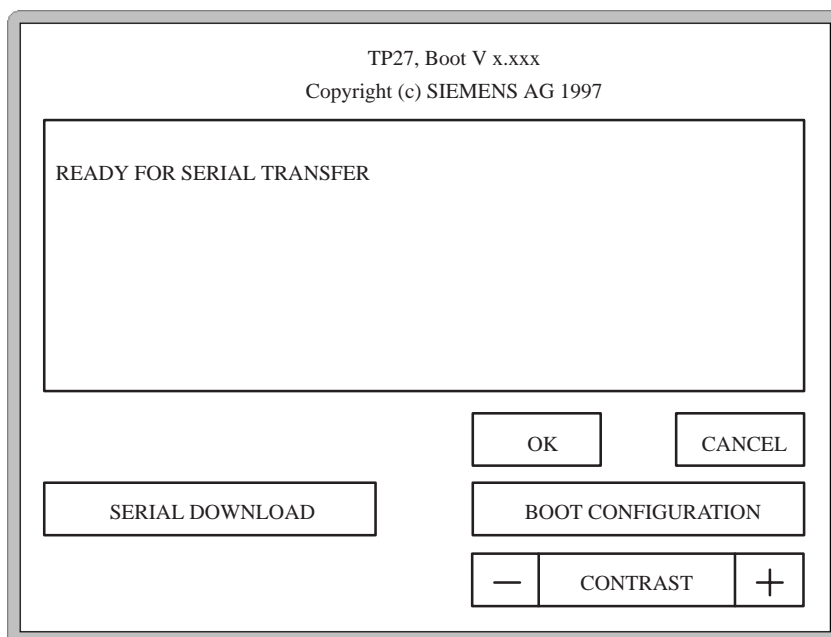 TP27, Boot V x.xxx
Copyright (c) SIEMENS AG 1997
READY FOR SERIAL TRANSFER
OK
CANCEL
SERIAL DOWNLOAD
BOOT CONFIGURATION
— CONTRAST +